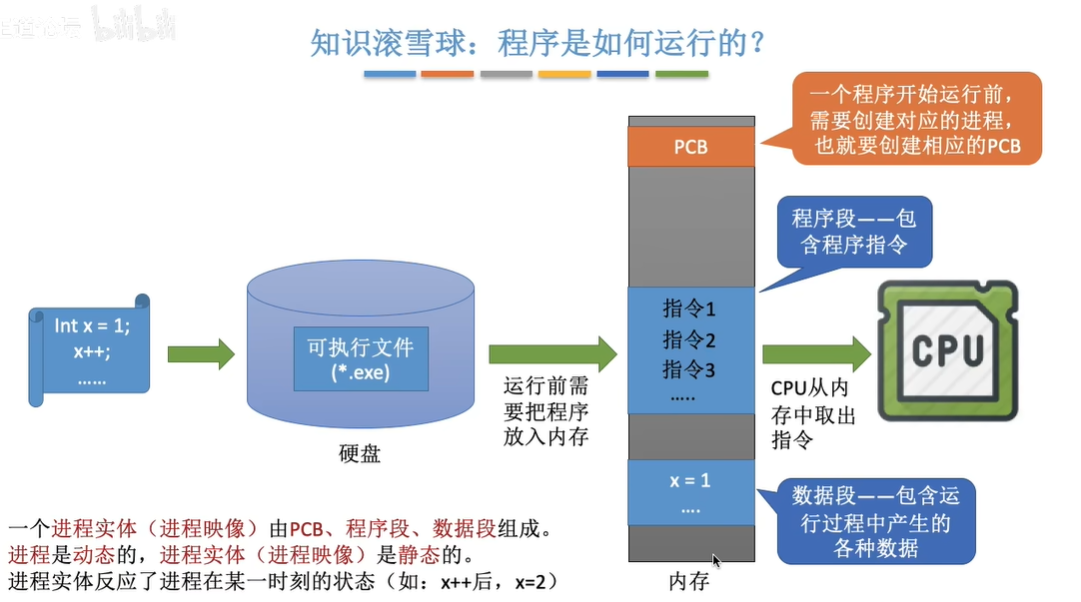 bilibili
知识滚雪球：程序是如何运行的？
一个程序开始运行前，
需要创建对应的进程，
也就要创建相应的PCB
PCB
程序段——包
含程序指令
Int x = 1;
x++;
……
可执行文件
(*.exe)
硬盘
运行前需
要把程序
放入内存
指令1
指令2
指令3
…..
CPU从内
存中取出
指令
CPU
x = 1
….
数据段——包含运
行过程中产生的
各种数据
内存
一个进程实体（进程映像）由PCB、程序段、数据段组成。
进程是动态的，进程实体（进程映像）是静态的。
进程实体反应了进程在某一时刻的状态（如：x++后，x=2）